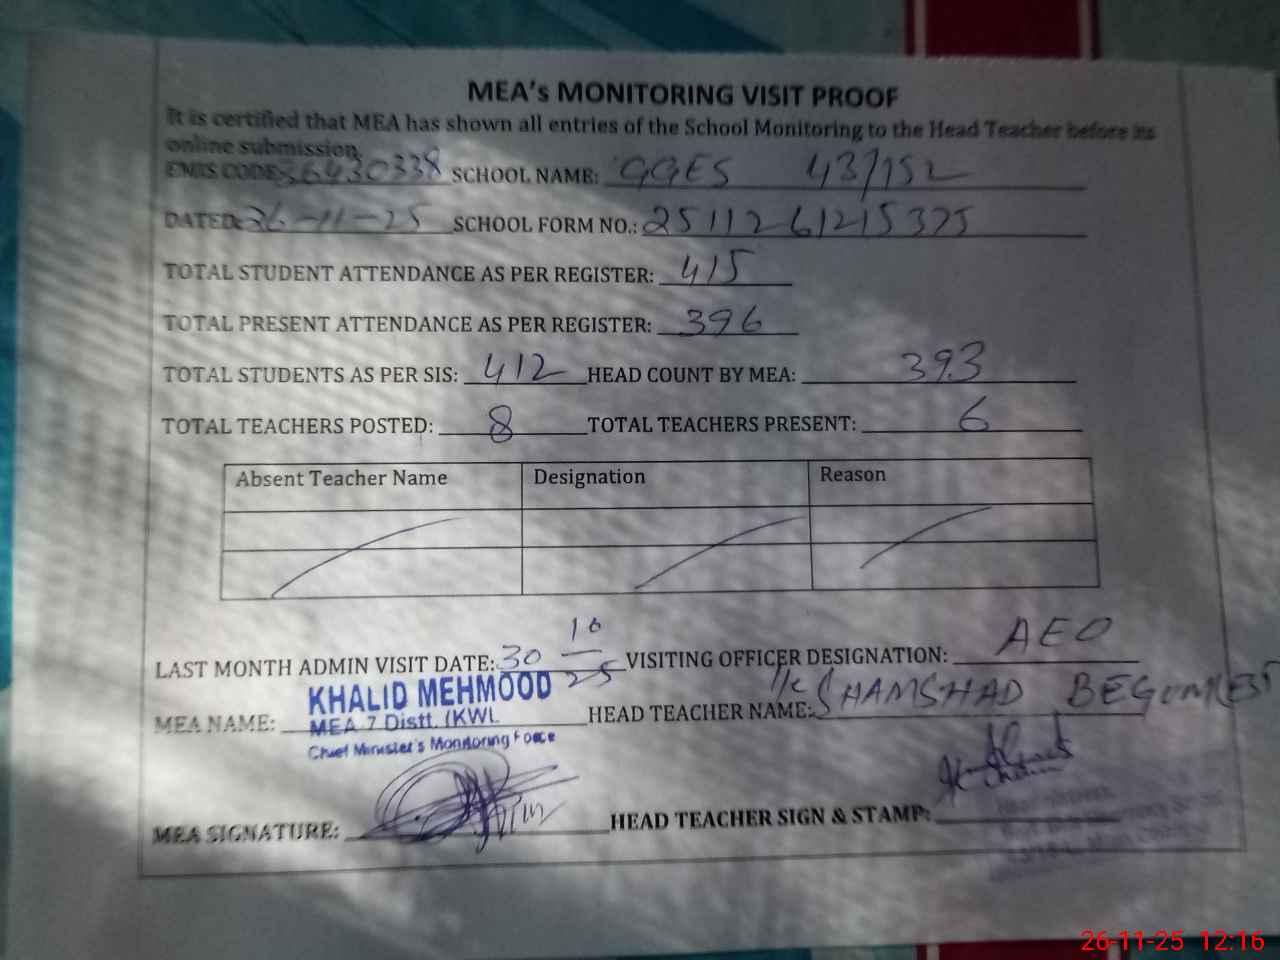 MEA's MONITORING VISIT PROOF
It is certified that MEA has shown all entries of the School Monitoring to the Head Teacher before its
online submission.
EMIS CODE: 36430338 SCHOOL NAME: GGES 43/15L
DATED: 26-11-25 SCHOOL FORM NO.: 2511261215375
TOTAL STUDENT ATTENDANCE AS PER REGISTER: 415
TOTAL PRESENT ATTENDANCE AS PER REGISTER: 396
TOTAL STUDENTS AS PER SIS: 412 HEAD COUNT BY MEA: 393
TOTAL TEACHERS POSTED: 8 TOTAL TEACHERS PRESENT: 6
Absent Teacher Name Designation Reason
LAST MONTH ADMIN VISIT DATE: 30 10 25 VISITING OFFICER DESIGNATION: AEO
MEA NAME: KHALID MEHMOOD HEAD TEACHER NAME: I/C SHAMSHAD BEGUM EST
MEA 7 Distt. (KWL
Chief Minister's Monitoring Force
MEA SIGNATURE: HEAD TEACHER SIGN & STAMP:
26-11-25 12:16